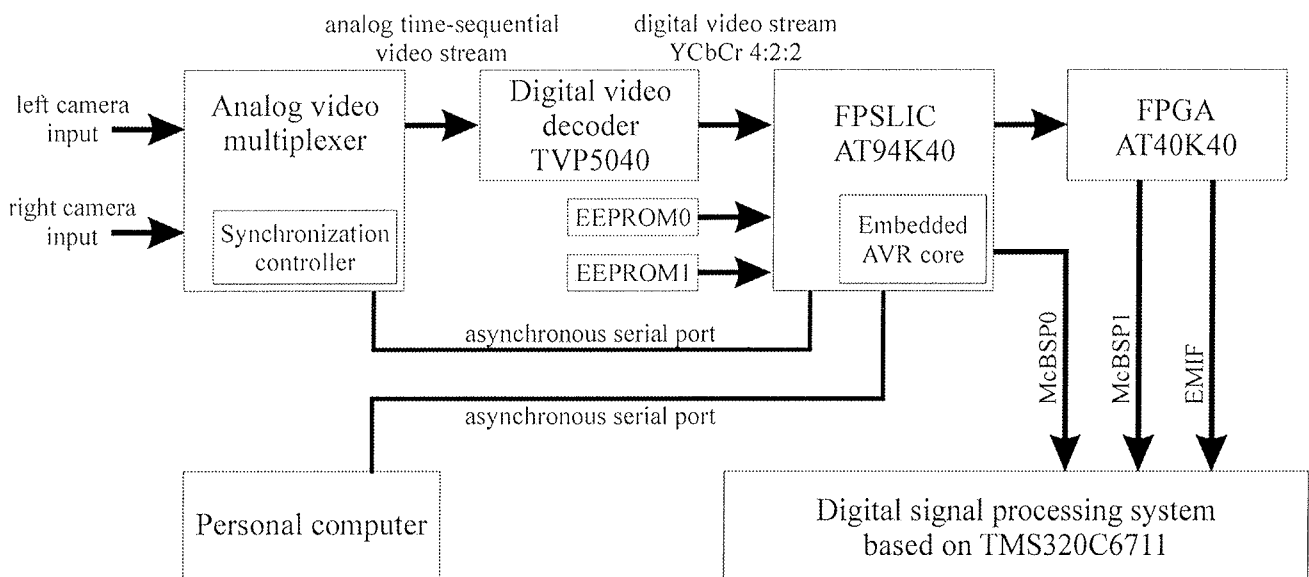 analog time-sequential
video stream
digital video stream
YCbCr 4:2:2
left camera
input
right camera
input
Analog video
multiplexer
Synchronization
controller
Digital video
decoder
TVP5040
EEPROM0
EEPROM1
FPSLIC
AT94K40
Embedded
AVR core
FPGA
AT40K40
asynchronous serial port
asynchronous serial port
McBSP0
McBSP1
EMIF
Personal computer
Digital signal processing system
based on TMS320C6711